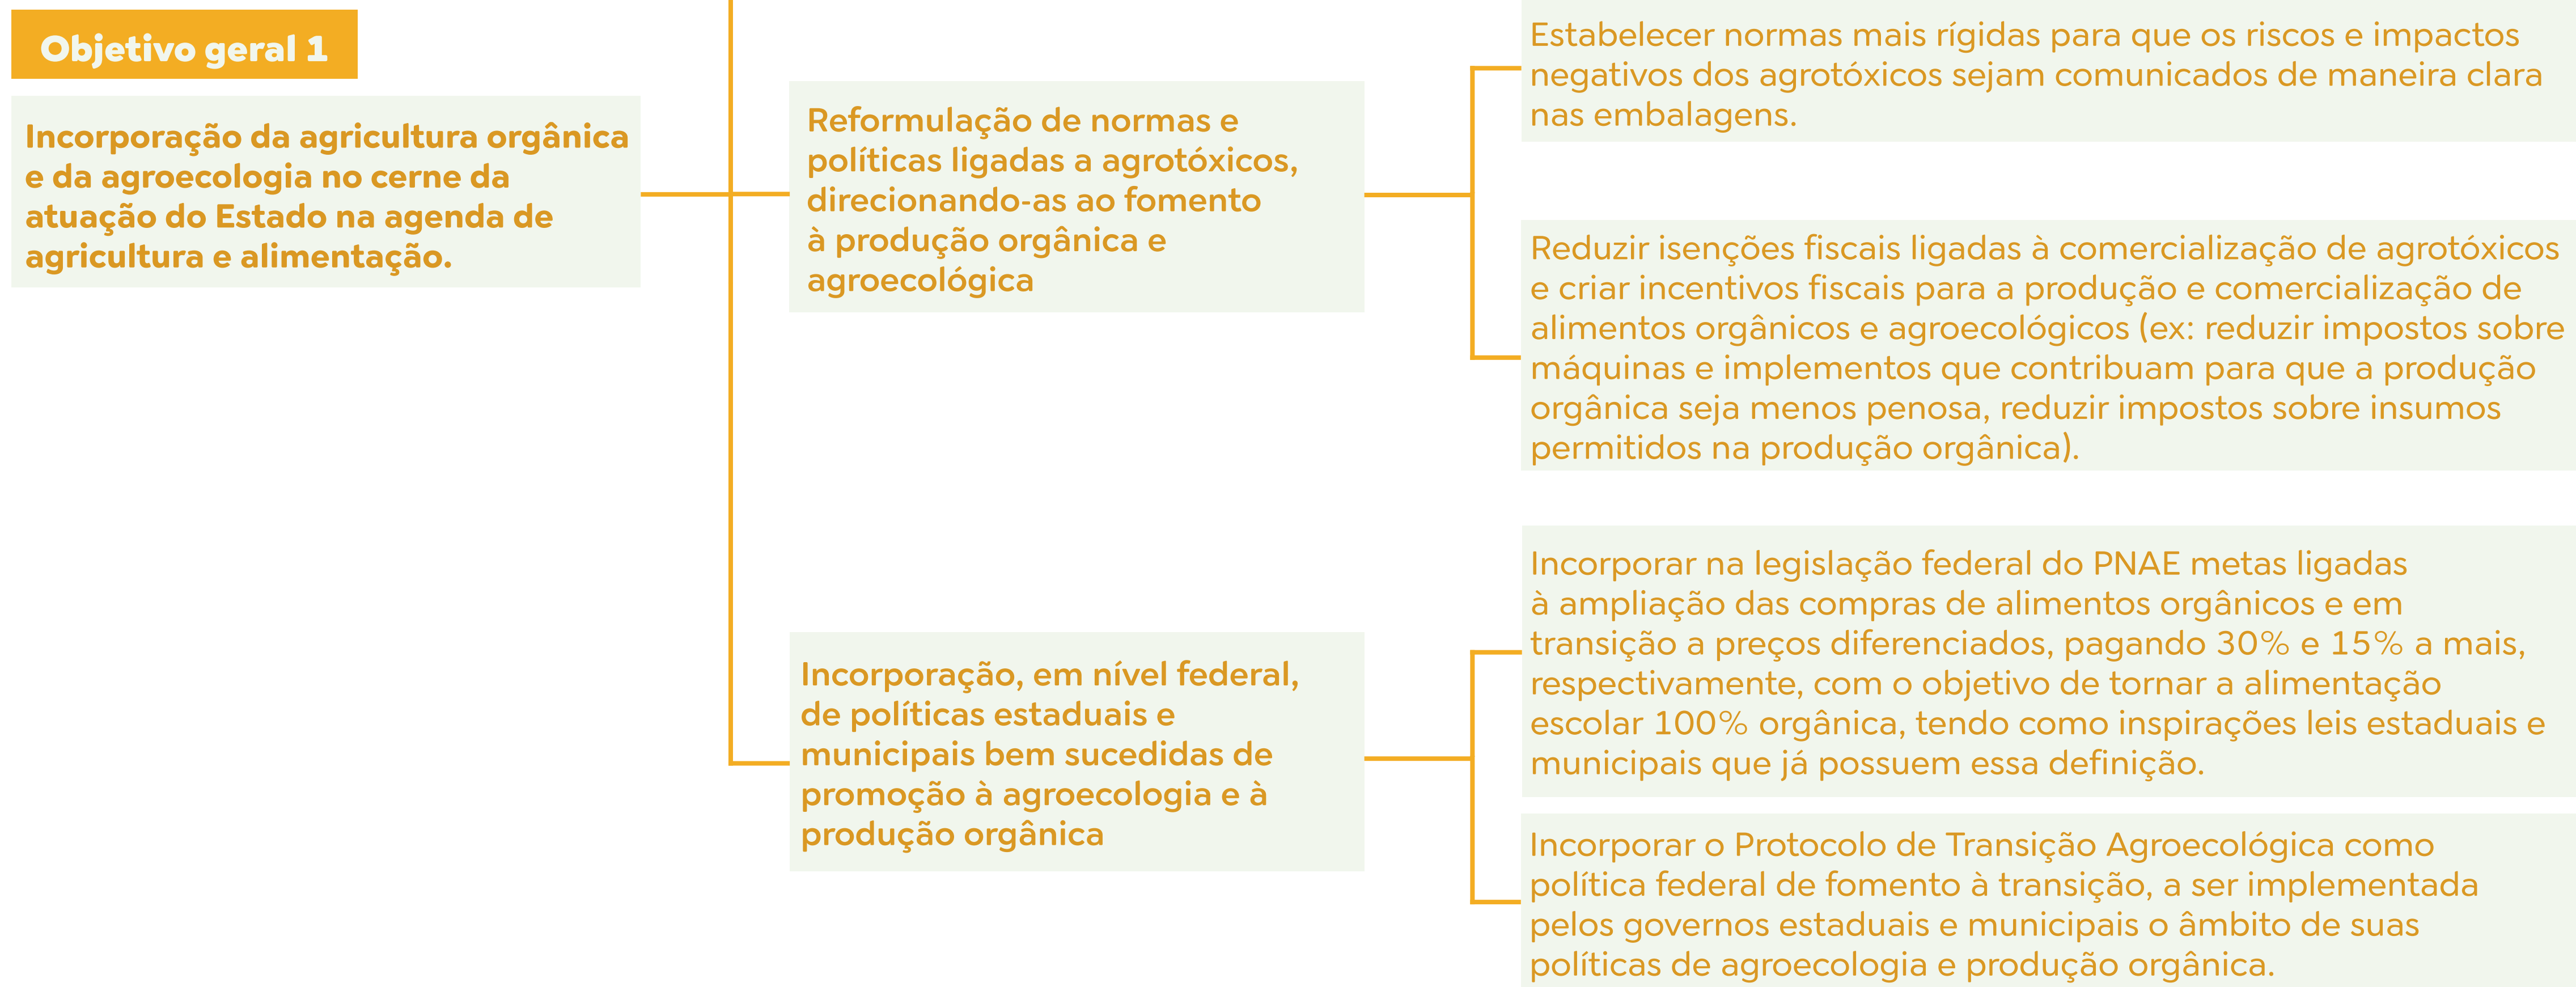 Objetivo geral 1
Incorporação da agricultura orgânica
e da agroecologia no cerne da
atuação do Estado na agenda de
agricultura e alimentação.
Reformulação de normas e
políticas ligadas a agrotóxicos,
direcionando-as ao fomento
à produção orgânica e
agroecológica
Estabelecer normas mais rígidas para que os riscos e impactos
negativos dos agrotóxicos sejam comunicados de maneira clara
nas embalagens.
Reduzir isenções fiscais ligadas à comercialização de agrotóxicos
e criar incentivos fiscais para a produção e comercialização de
alimentos orgânicos e agroecológicos (ex: reduzir impostos sobre
máquinas e implementos que contribuam para que a produção
orgânica seja menos penosa, reduzir impostos sobre insumos
permitidos na produção orgânica).
Incorporação, em nível federal,
de políticas estaduais e
municipais bem sucedidas de
promoção à agroecologia e à
produção orgânica
Incorporar na legislação federal do PNAE metas ligadas
à ampliação das compras de alimentos orgânicos e em
transição a preços diferenciados, pagando 30% e 15% a mais,
respectivamente, com o objetivo de tornar a alimentação
escolar 100% orgânica, tendo como inspirações leis estaduais e
municipais que já possuem essa definição.
Incorporar o Protocolo de Transição Agroecológica como
política federal de fomento à transição, a ser implementada
pelos governos estaduais e municipais o âmbito de suas
políticas de agroecologia e produção orgânica.